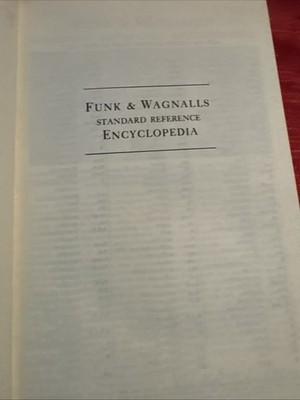 FUNK & WAGNALLS
STANDARD REFERENCE
ENCYCLOPEDIA